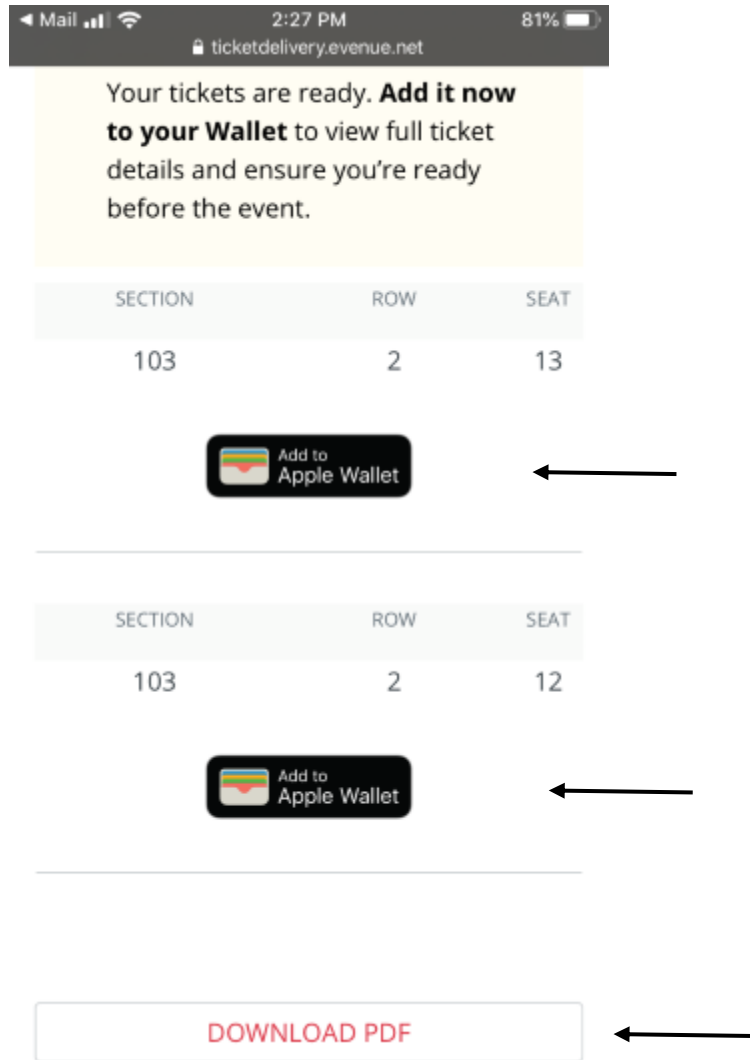 Mail 2:27 PM 81%
ticketdelivery.evenue.net
Your tickets are ready. Add it now
to your Wallet to view full ticket
details and ensure you’re ready
before the event.
SECTION ROW SEAT
103 2 13
Add to
Apple Wallet
SECTION ROW SEAT
103 2 12
Add to
Apple Wallet
DOWNLOAD PDF